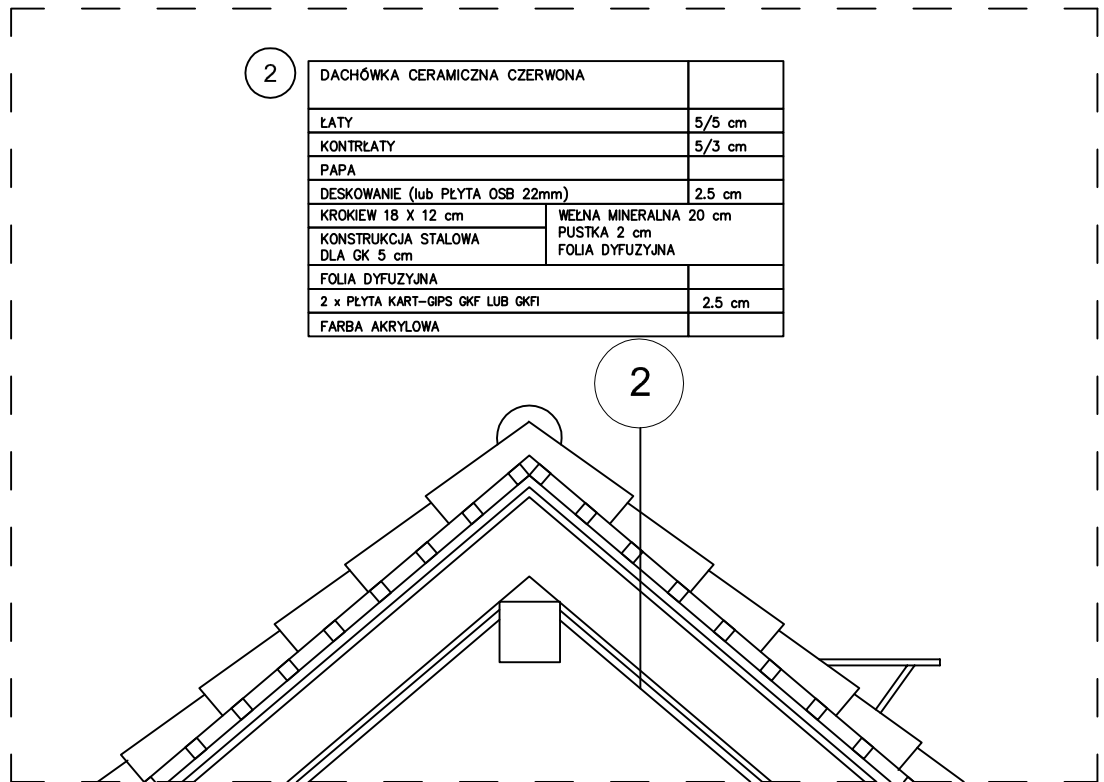 2
DACHÓWKA CERAMICZNA CZERWONA
ŁATY 5/5 cm
KONTRŁATY 5/3 cm
PAPA
DESKOWANIE (lub PŁYTA OSB 22mm) 2.5 cm
KROKIEW 18 X 12 cm
KONSTRUKCJA STALOWA
DLA GK 5 cm
WEŁNA MINERALNA 20 cm
PUSTKA 2 cm
FOLIA DYFUZYJNA
FOLIA DYFUZYJNA
2 x PŁYTA KART-GIPS GKF LUB GKFI 2.5 cm
FARBA AKRYLOWA
2